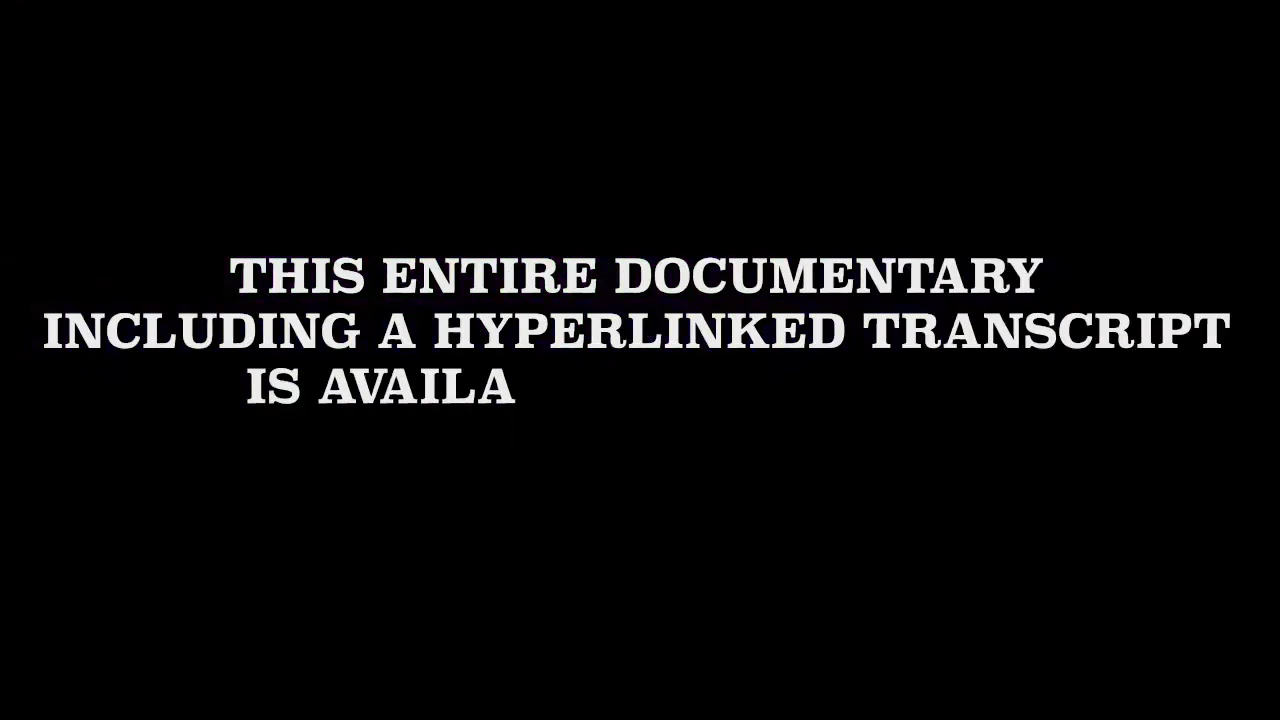 THIS ENTIRE DOCUMENTARY
INCLUDING A HYPERLINKED TRANSCRIPT
IS AVAILA